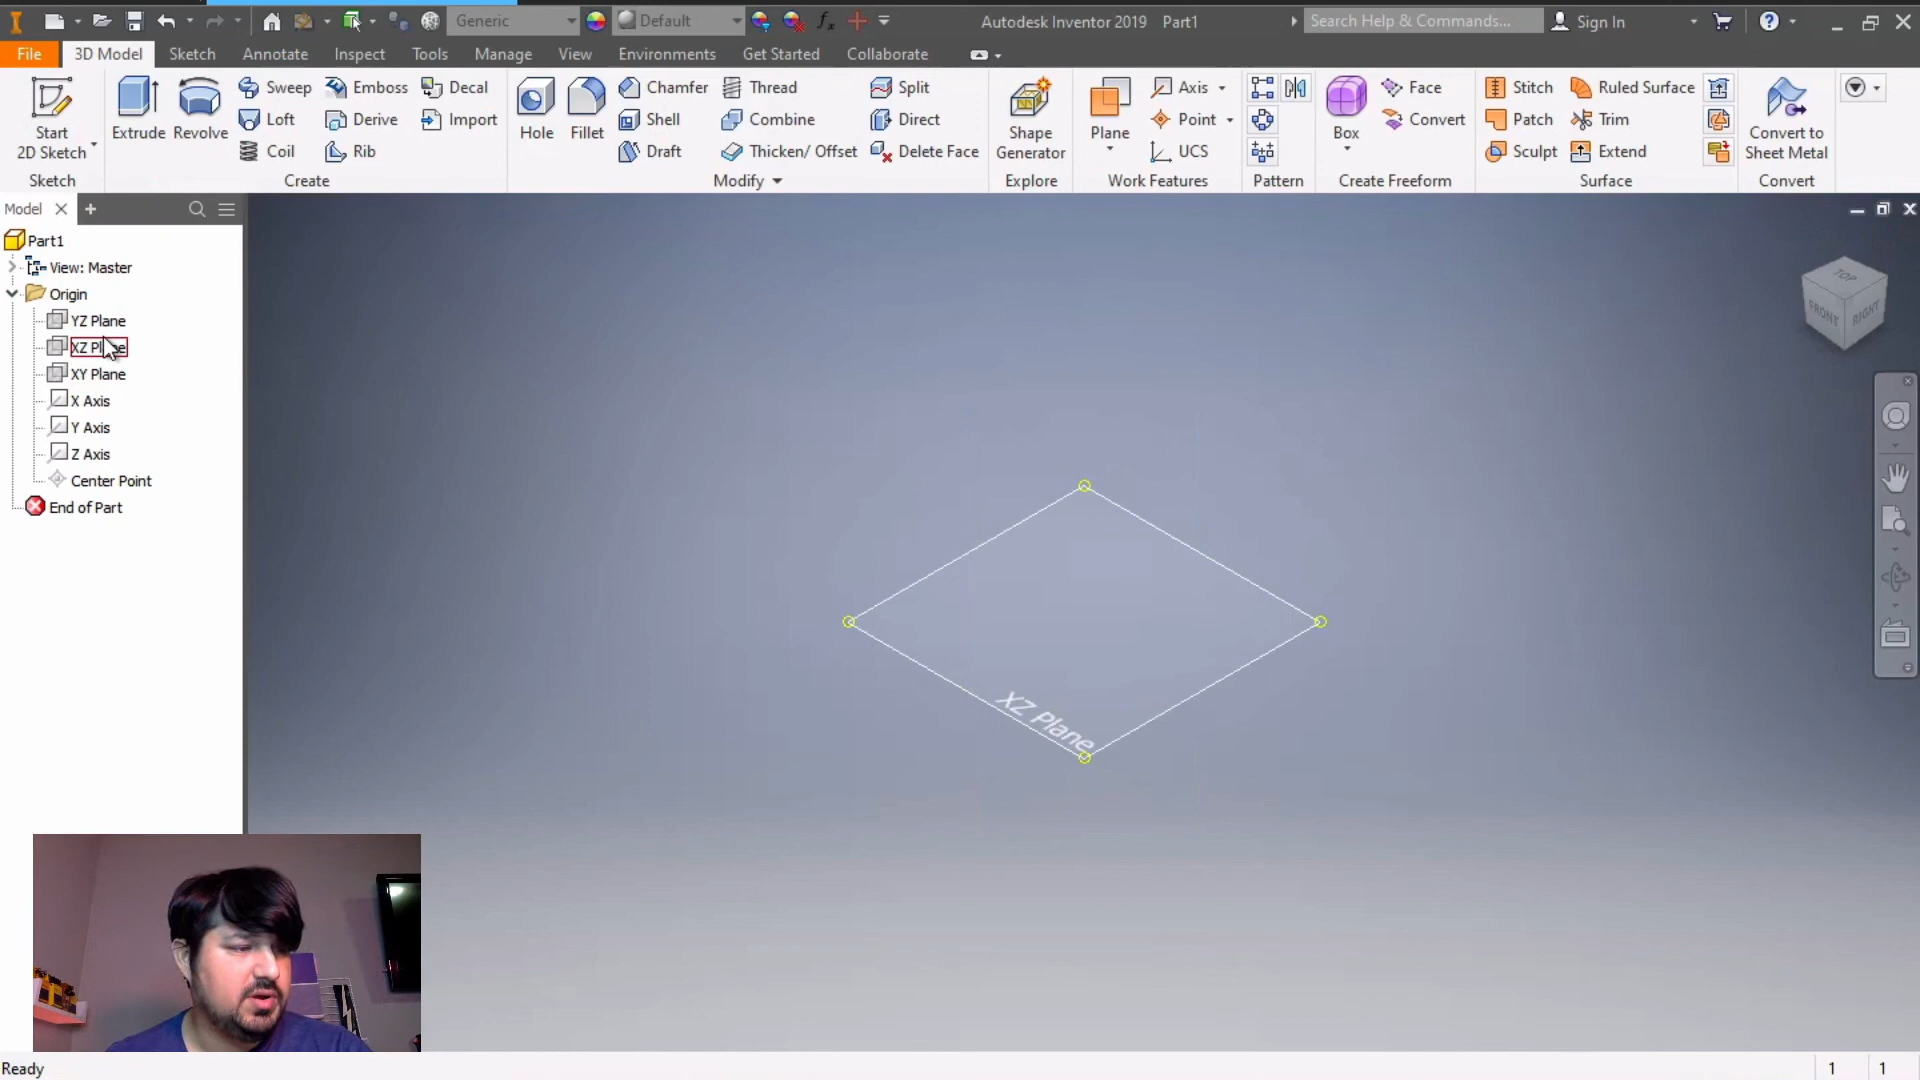 Generic
Default
Autodesk Inventor 2019 Part1
Search Help & Commands...
Sign In
File
3D Model
Sketch
Annotate
Inspect
Tools
Manage
View
Environments
Get Started
Collaborate
Start
2D Sketch
Sketch
Extrude
Revolve
Sweep
Emboss
Decal
Loft
Derive
Import
Coil
Rib
Create
Hole
Fillet
Chamfer
Thread
Split
Shell
Combine
Direct
Draft
Thicken/ Offset
Delete Face
Modify
Shape
Generator
Explore
Plane
Axis
Point
UCS
Work Features
Pattern
Box
Face
Convert
Create Freeform
Stitch
Ruled Surface
Patch
Trim
Sculpt
Extend
Surface
Convert to
Sheet Metal
Convert
Model
Part1
View: Master
Origin
YZ Plane
XZ Plane
XY Plane
X Axis
Y Axis
Z Axis
Center Point
End of Part
TOP
FRONT
RIGHT
XZ Plane
Ready
1 1